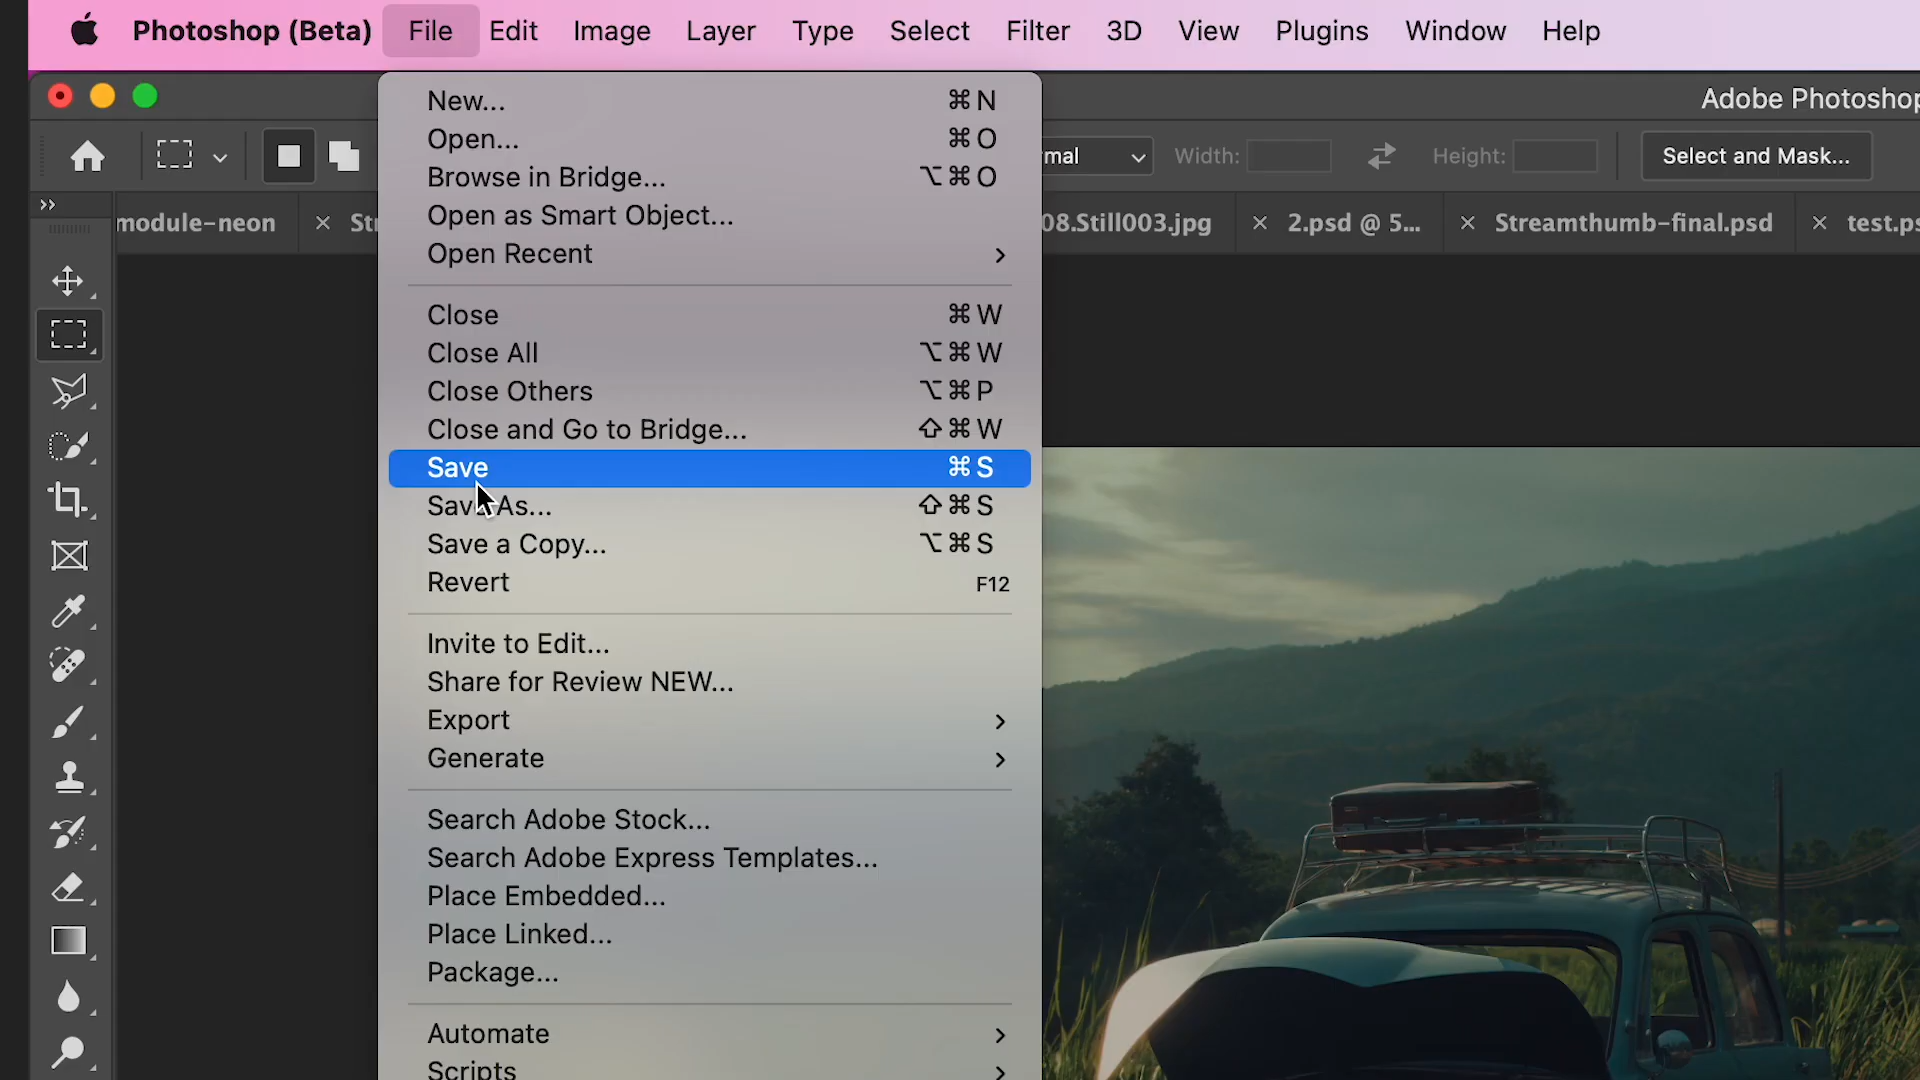 Photoshop (Beta) File Edit Image Layer Type Select Filter 3D View Plugins Window Help
Adobe Photoshop
Width: Height: Select and Mask...
module-neon × 08.Still003.jpg × 2.psd @ 5... × Streamthumb-final.psd ×
New... ⌘ N
Open... ⌘ O
Browse in Bridge... ⌥ ⌘ O
Open as Smart Object...
Open Recent >
Close ⌘ W
Close All ⌥ ⌘ W
Close Others ⌥ ⌘ P
Close and Go to Bridge... ⇧ ⌘ W
Save ⌘ S
Save As... ⇧ ⌘ S
Save a Copy... ⌥ ⌘ S
Revert F12
Invite to Edit...
Share for Review NEW...
Export >
Generate >
Search Adobe Stock...
Search Adobe Express Templates...
Place Embedded...
Place Linked...
Package...
Automate >
Scripts >